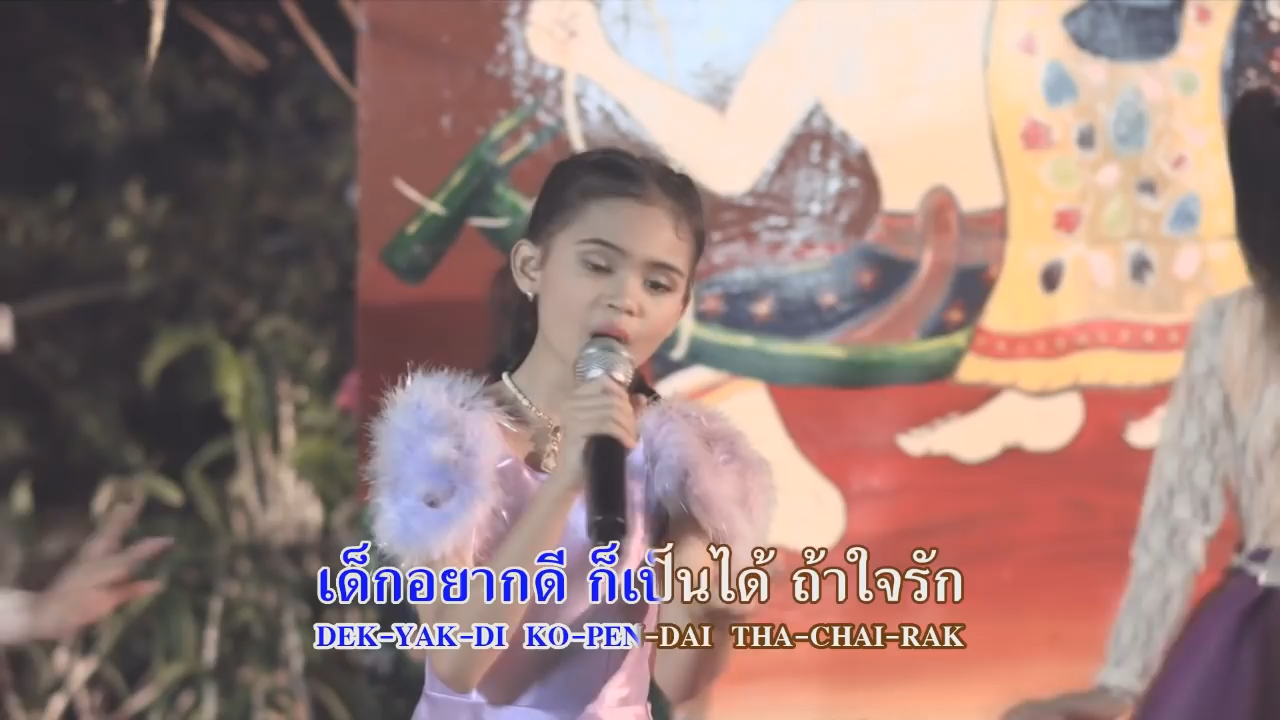 เด็กอยากดี ก็เป็นได้ ถ้าใจรัก
DEK-YAK-DI KO-PEN-DAI THA-CHAI-RAK